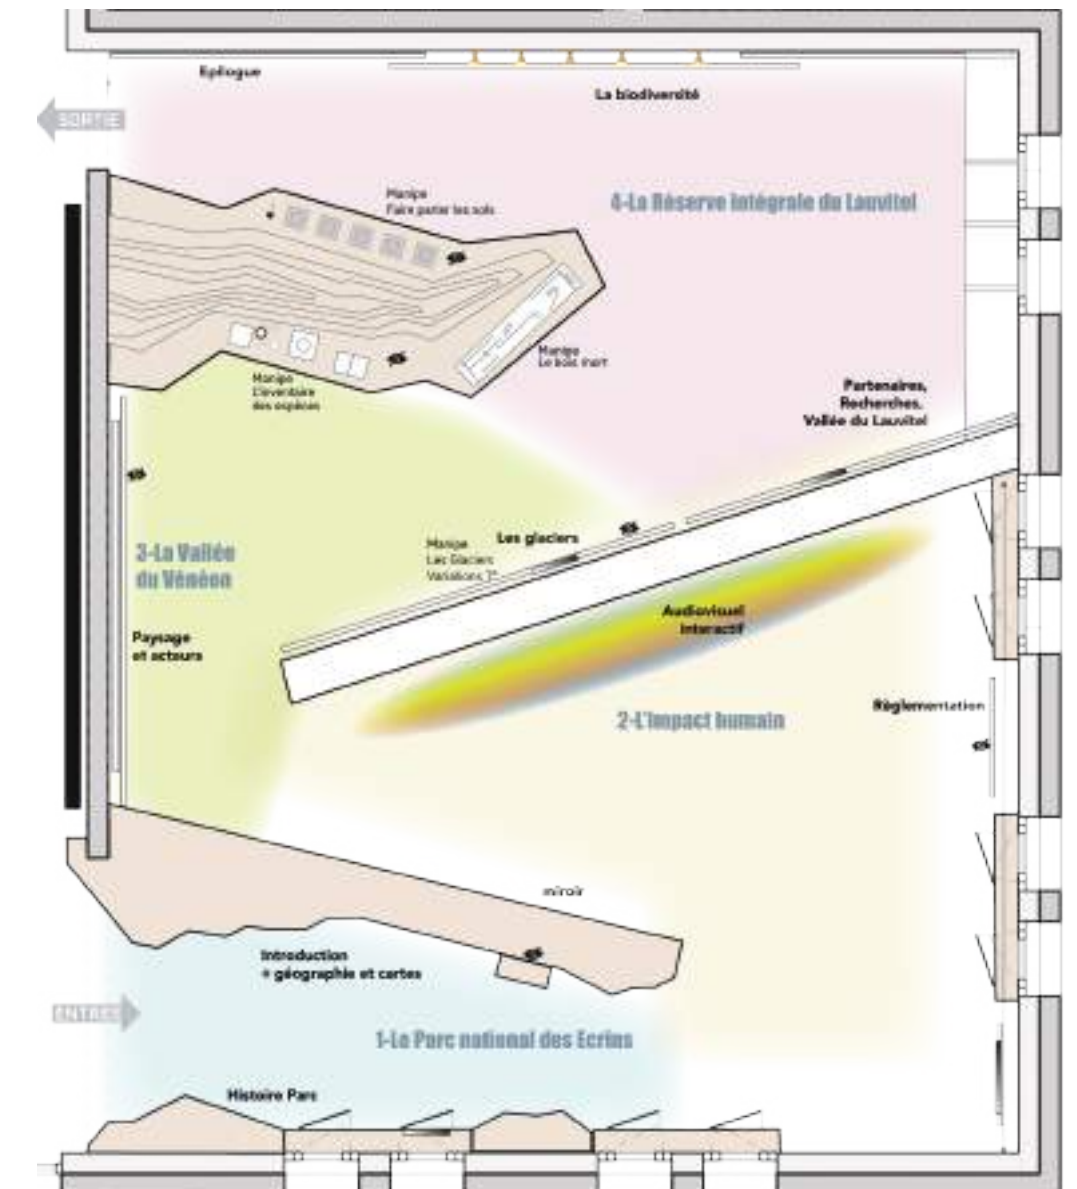 Epilogue
La biodiversité
SORTIE
Manipe
Faire parler les sols
4-La Réserve intégrale du Lauvitel
Manipe
Le bois mort
Manipe
L'inventaire
des espèces
Partenaires,
Recherches,
Vallée du Lauvitel
3-La Vallée
du Vénéon
Manipe
Les Glaciers
Variations T°
Les glaciers
Audiovisuel
interactif
Paysage
et acteurs
Règlementation
2-L'impact humain
miroir
Introduction
+ géographie et cartes
ENTREE
1-Le Parc national des Ecrins
Histoire Parc